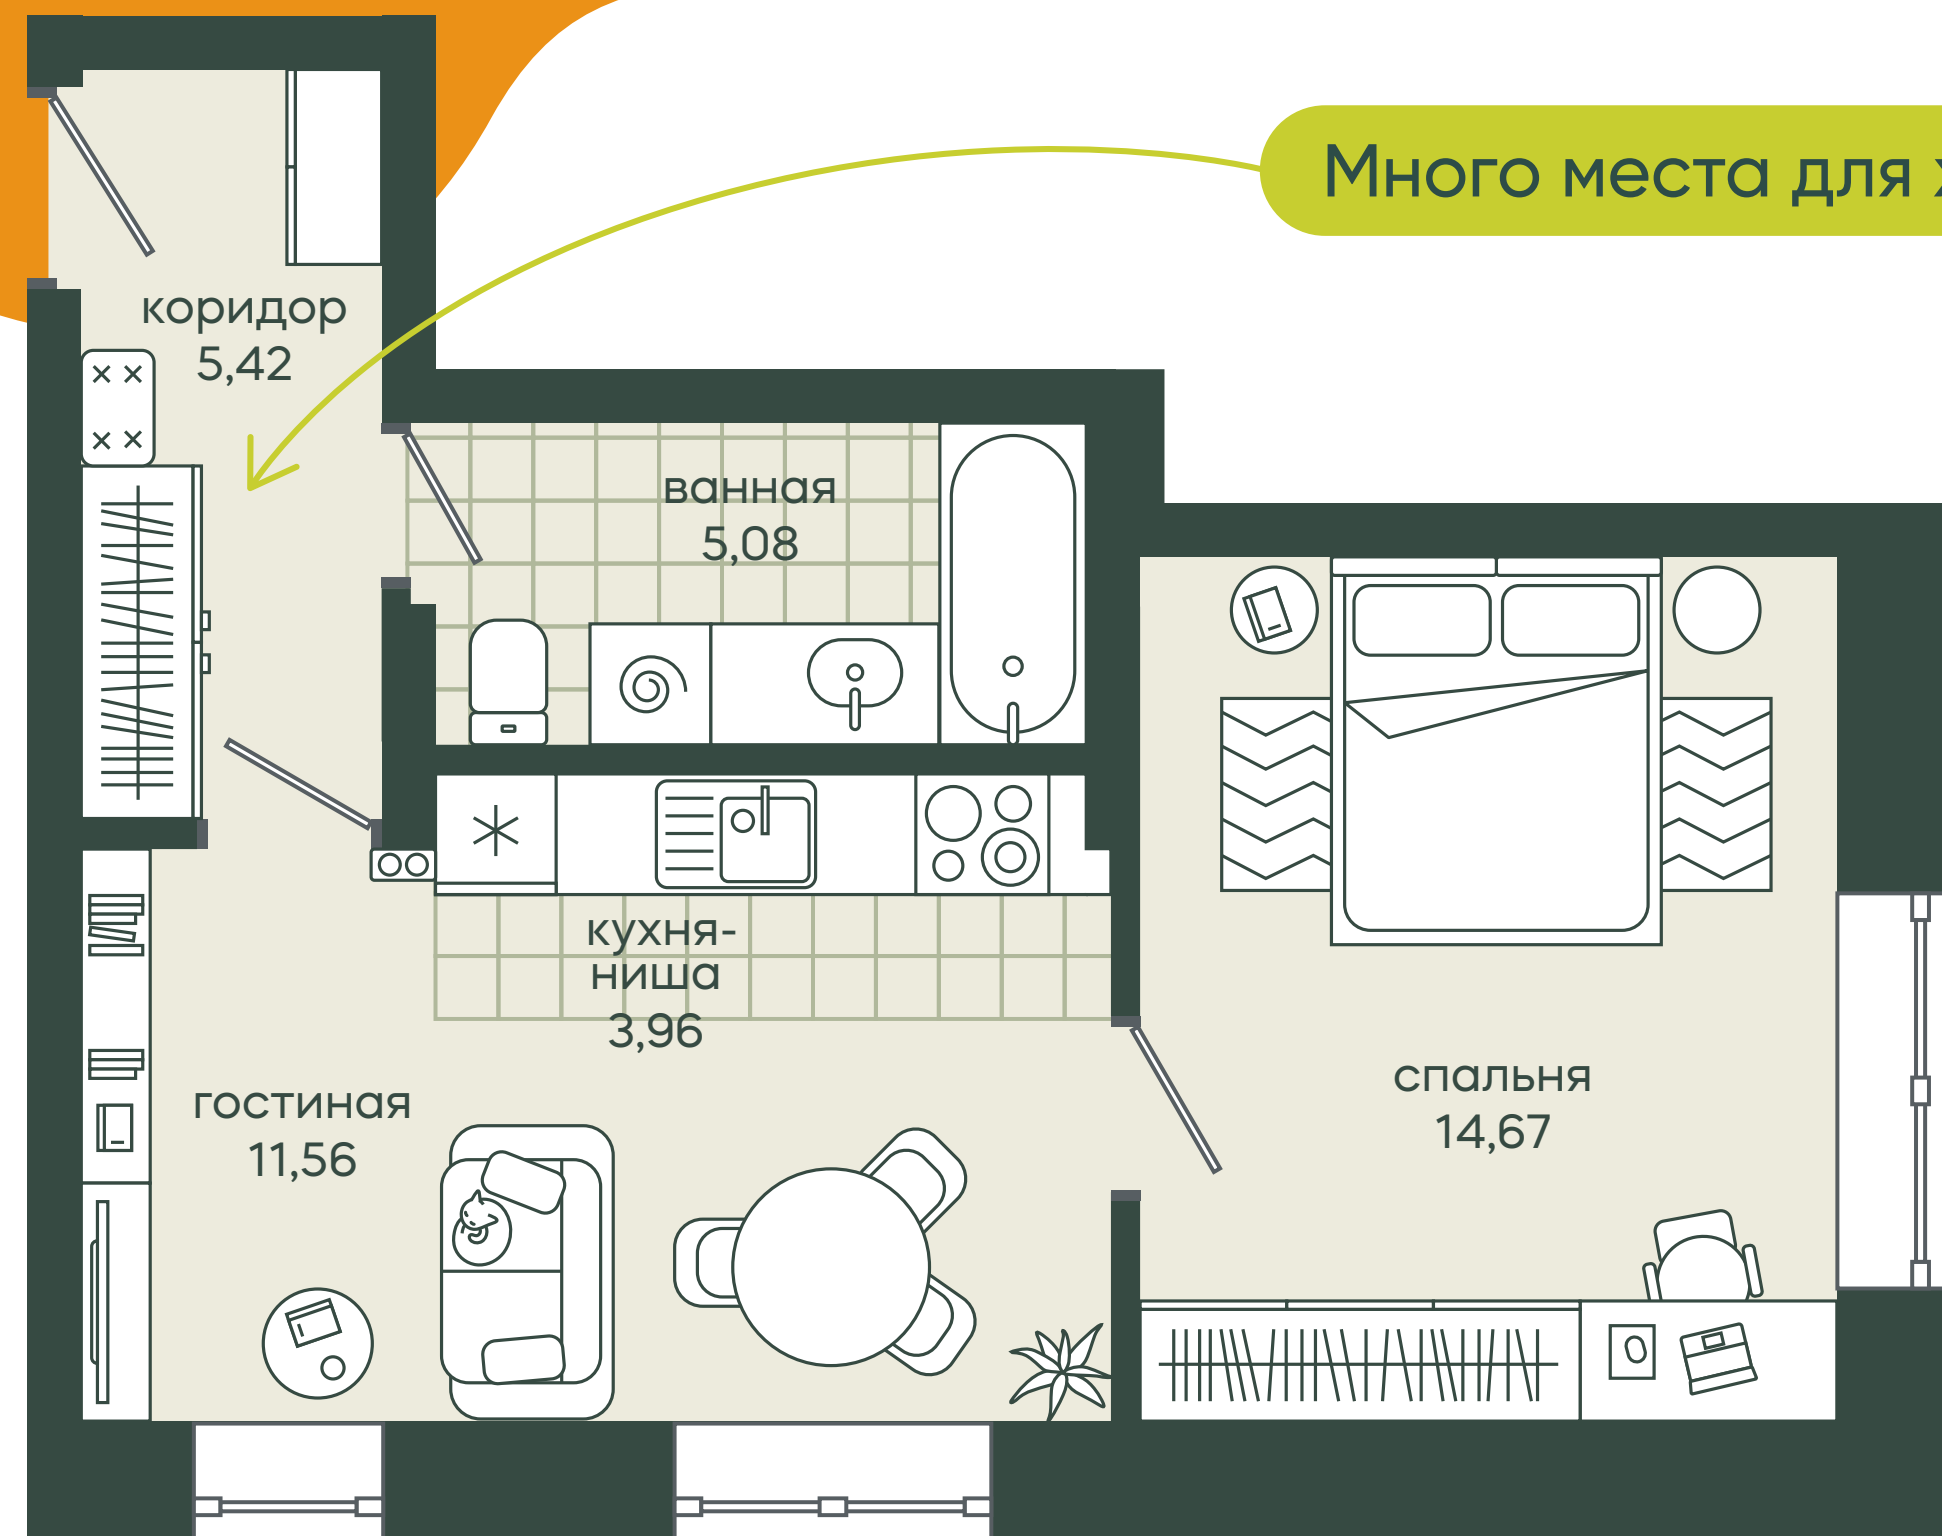 Много места для
коридор
5,42
ванная
5,08
кухня-
ниша
3,96
гостиная
11,56
спальня
14,67